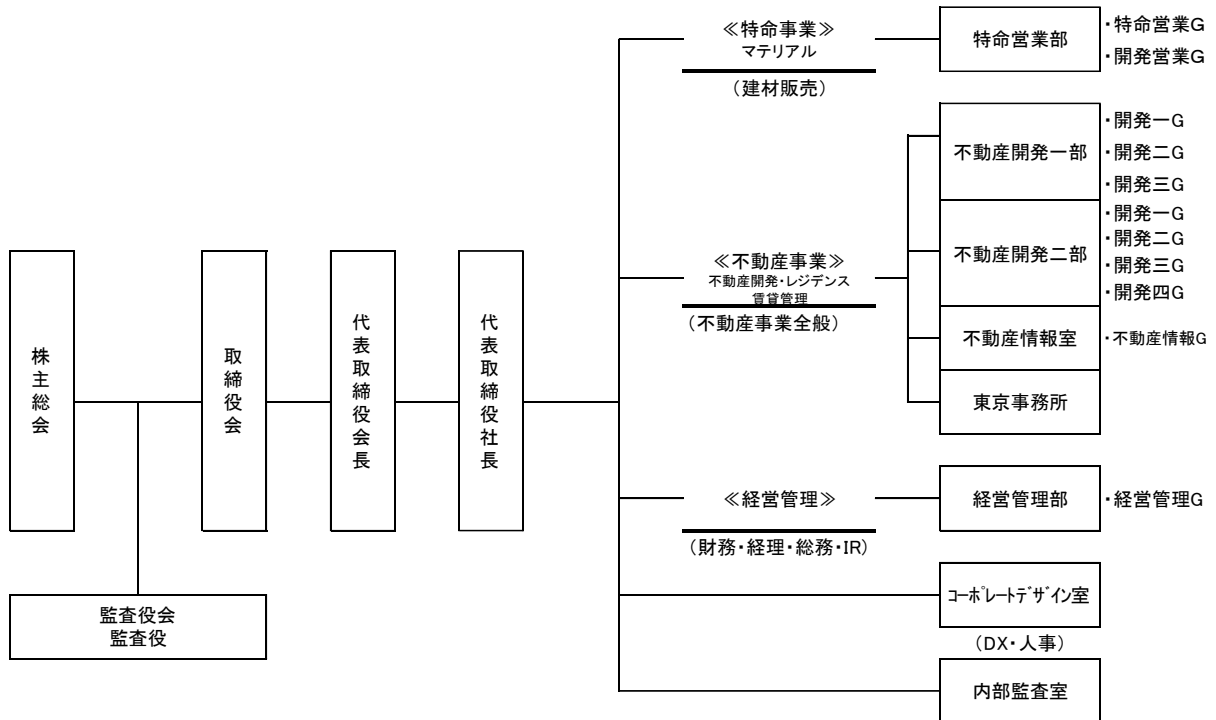 株主総会
監査役会
監査役
取締役会
代表取締役会長
代表取締役社長
≪特命事業≫
マテリアル
（建材販売）
特命営業部
・特命営業G
・開発営業G
≪不動産事業≫
不動産開発・レジデンス
賃貸管理
（不動産事業全般）
不動産開発一部
・開発一G
・開発二G
・開発三G
不動産開発二部
・開発一G
・開発二G
・開発三G
・開発四G
不動産情報室
・不動産情報G
東京事務所
≪経営管理≫
（財務・経理・総務・IR）
経営管理部
・経営管理G
ｺｰﾎﾟﾚｰﾄﾃﾞｻﾞｲﾝ室
（DX・人事）
内部監査室